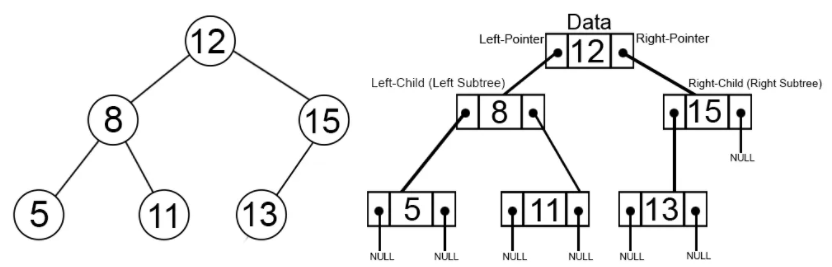 Data
Left-Pointer 12 Right-Pointer
12
Left-Child (Left Subtree) Right-Child (Right Subtree)
8 15
8 15
NULL
5 11 13
5 11 13
NULL NULL NULL NULL NULL NULL